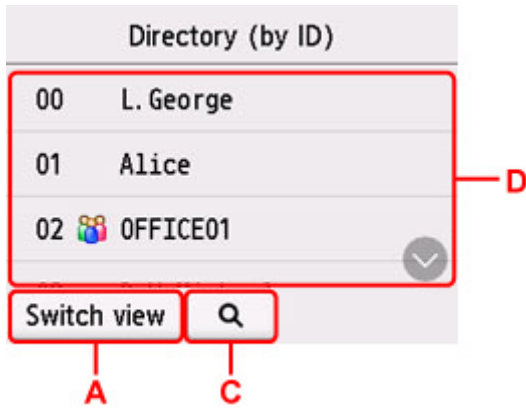 Directory (by ID)
00 L.George
01 Alice
02 OFFICE01
D
Switch view
A C